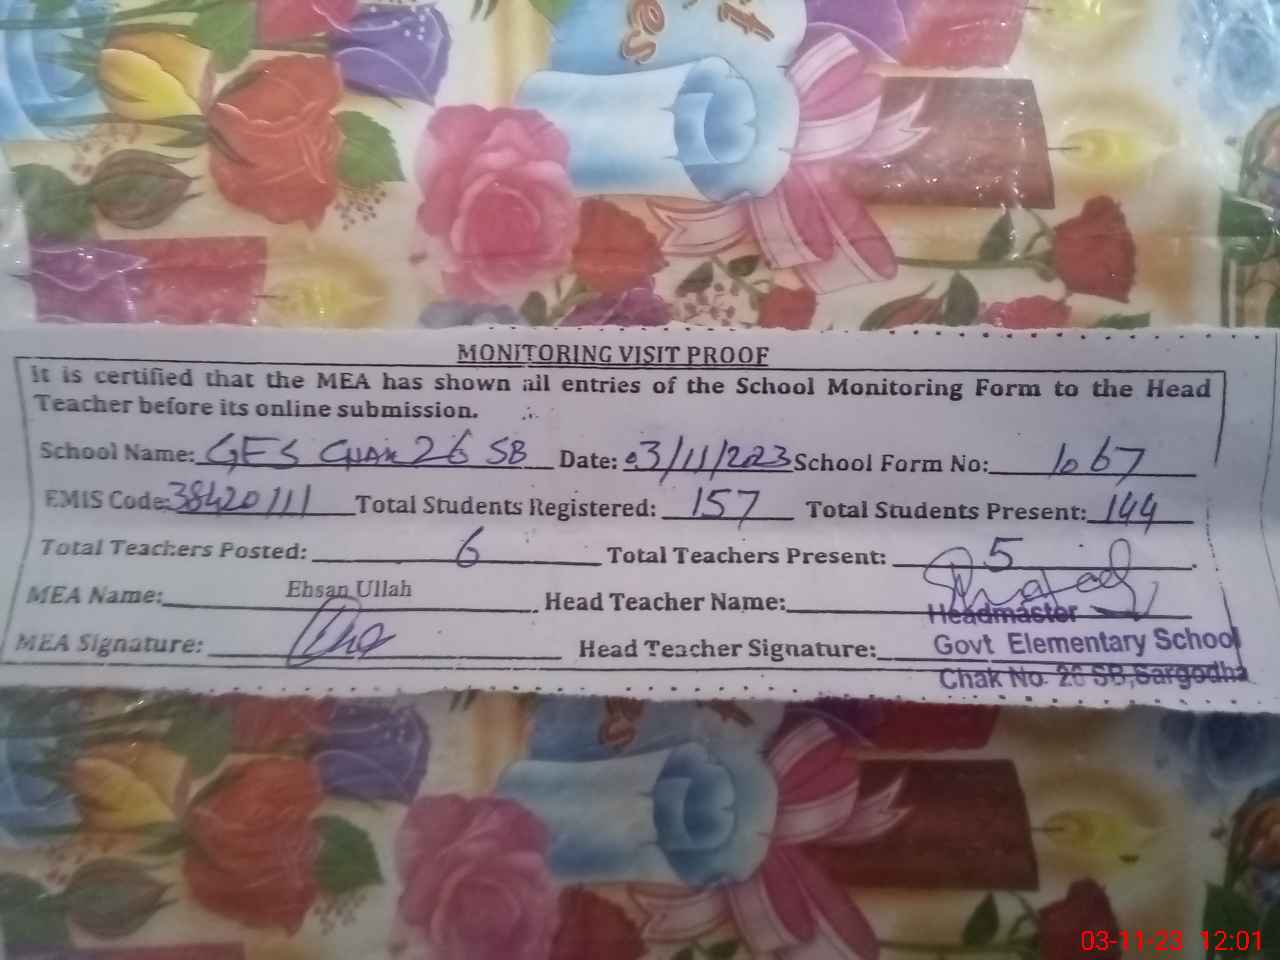 MONITORING VISIT PROOF
It is certified that the MEA has shown all entries of the School Monitoring Form to the Head
Teacher before its online submission.
School Name: GES Chak 26 SB Date: 03/11/2023 School Form No: 1067
EMIS Code: 38420111 Total Students Registered: 157 Total Students Present: 144
Total Teachers Posted: 6 Total Teachers Present: 5
MEA Name: Ehsan Ullah Head Teacher Name:
Headmaster
MEA Signature: Head Teacher Signature: Govt Elementary School
Chak No. 26 SB, Sargodha
03-11-23 12:01